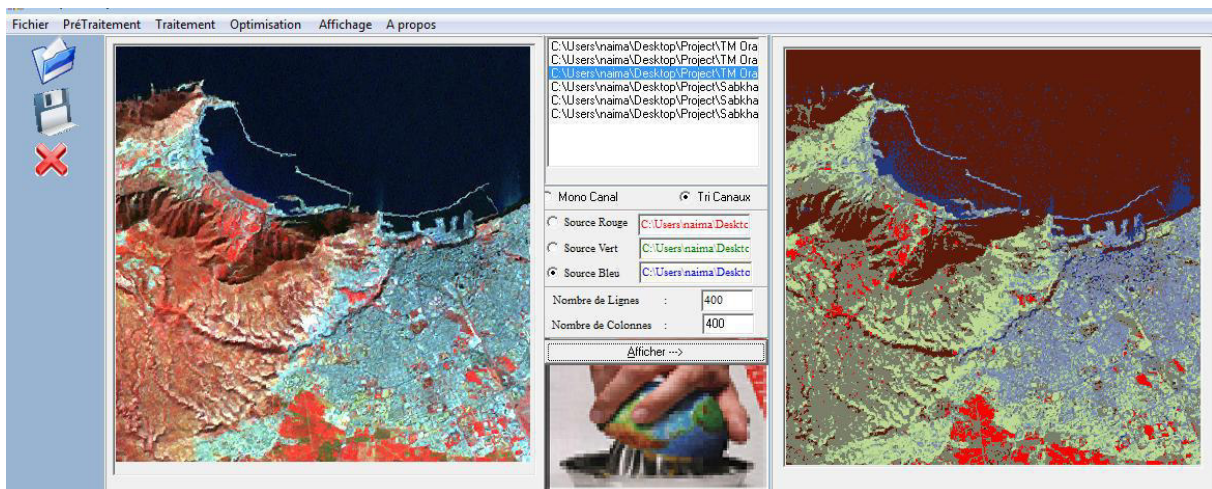 Fichier PréTraitement Traitement Optimisation Affichage A propos
C:\Users\naima\Desktop\Project\TM Ora
C:\Users\naima\Desktop\Project\TM Ora
C:\Users\naima\Desktop\Project\TM Ora
C:\Users\naima\Desktop\Project\Sabkha
C:\Users\naima\Desktop\Project\Sabkha
C:\Users\naima\Desktop\Project\Sabkha
Mono Canal Tri Canaux
Source Rouge C:\Users\naima\Desktc
Source Vert C:\Users\naima\Desktc
Source Bleu C:\Users\naima\Deskto
Nombre de Lignes : 400
Nombre de Colonnes : 400
Afficher --->